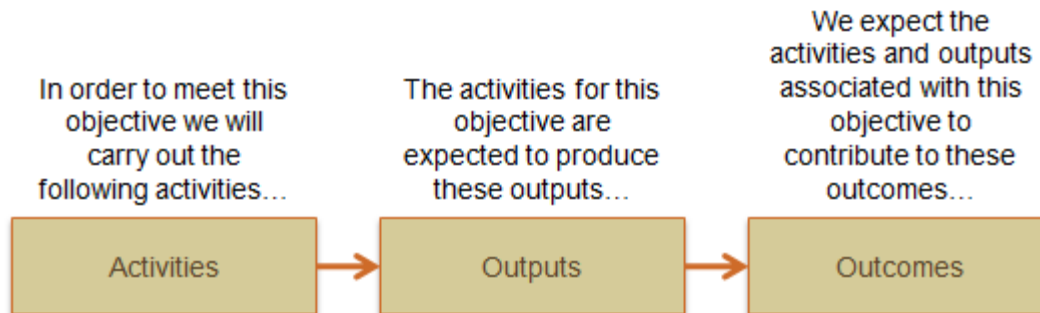 In order to meet this
objective we will
carry out the
following activities…
The activities for this
objective are
expected to produce
these outputs…
We expect the
activities and outputs
associated with this
objective to
contribute to these
outcomes…
Activities
Outputs
Outcomes